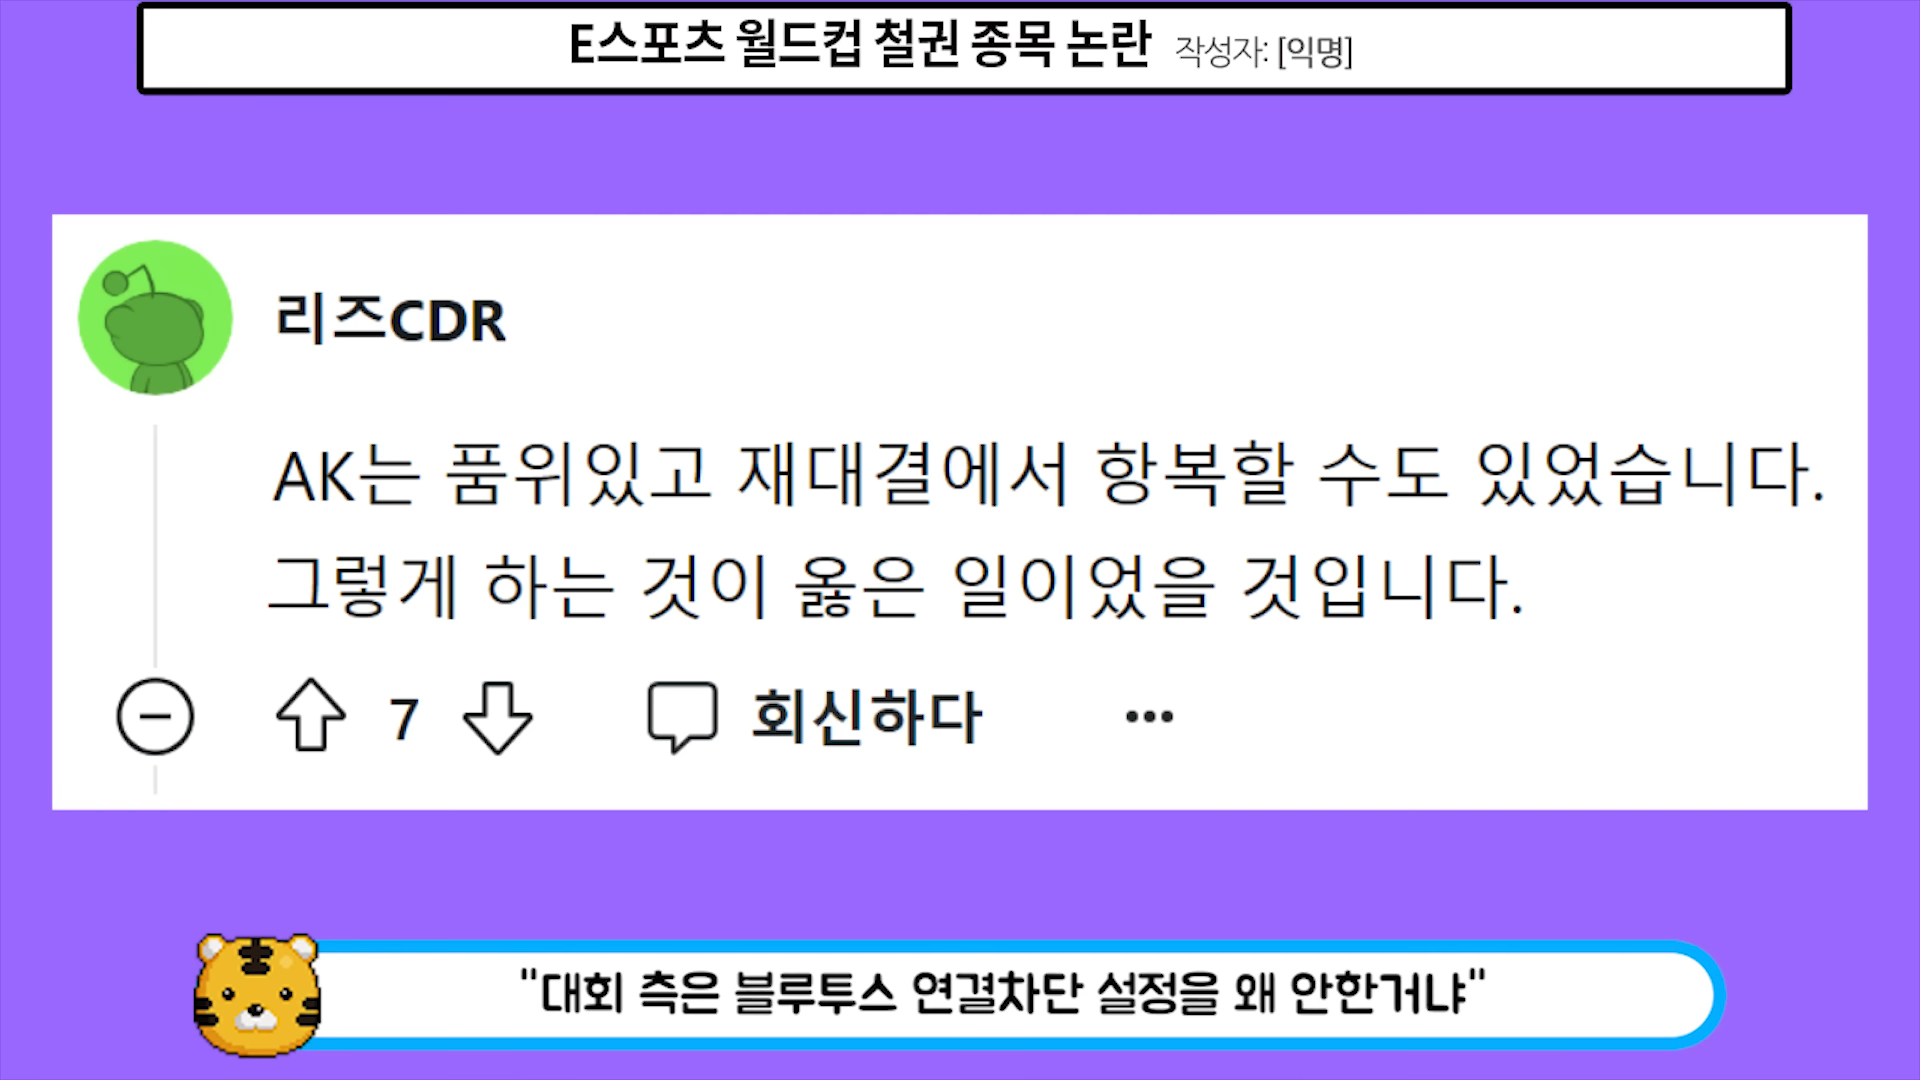 E스포츠 월드컵 철권 종목 논란 작성자: [익명]
리즈CDR
AK는 품위있고 재대결에서 항복할 수도 있었습니다.
그렇게 하는 것이 옳은 일이었을 것입니다.
7 회신하다 •••
"대회 측은 블루투스 연결차단 설정을 왜 안한거냐"